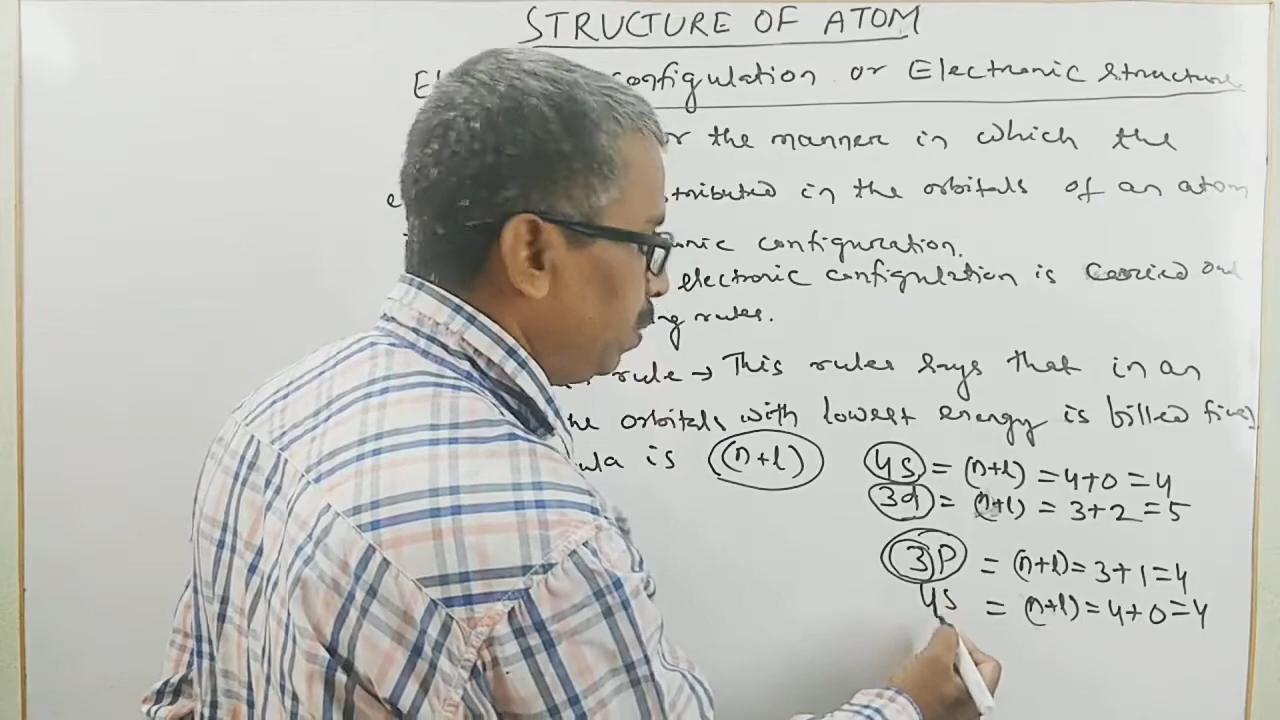 STRUCTURE OF ATOM
configulation or Electronic structure
the manner in which the
in the orbitals of an atom
configuration.
electronic configulation is carried out
rules.
rule → This rules says that in an
orbitals with lowest energy is billed first
is (n+l) 4s = (n+l) = 4+0 = 4
3d = (n+l) = 3+2 = 5
3P = (n+l) = 3+1 = 4
4s = (n+l) = 4+0 = 4